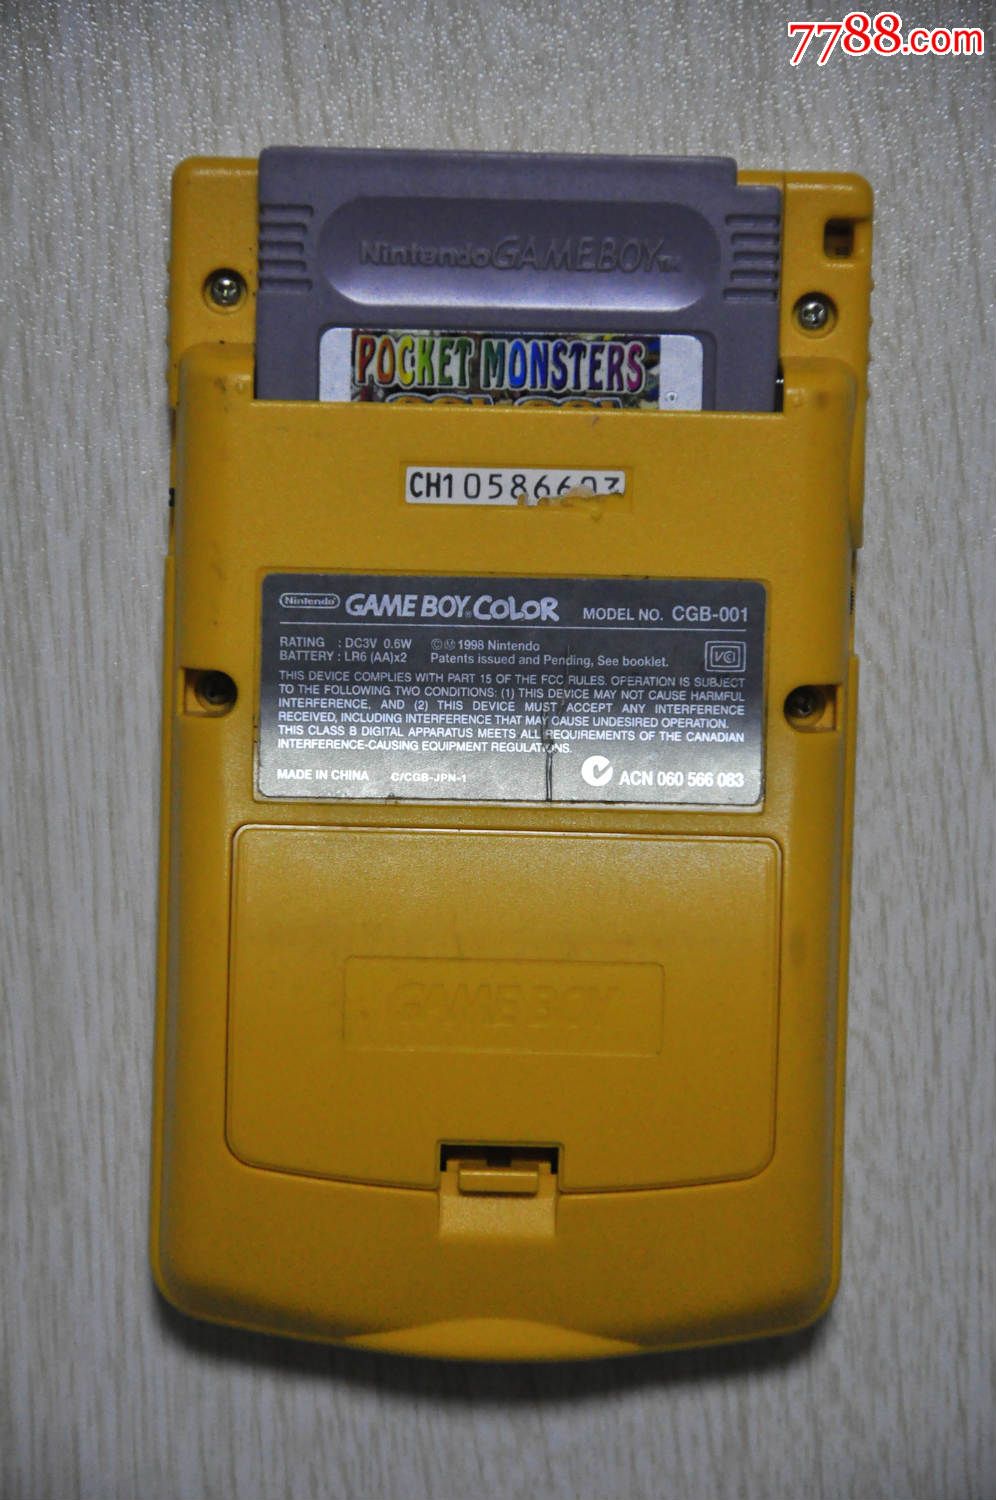 7788.com
Nintendo GAMEBOY TM
POCKET MONSTERS
CH10586603
Nintendo GAME BOY COLOR MODEL NO. CGB-001
RATING : DC3V 0.6W ©Ⓜ1998 Nintendo
BATTERY : LR6 (AA)x2 Patents issued and Pending, See booklet. VCI
THIS DEVICE COMPLIES WITH PART 15 OF THE FCC RULES. OPERATION IS SUBJECT
TO THE FOLLOWING TWO CONDITIONS: (1) THIS DEVICE MAY NOT CAUSE HARMFUL
INTERFERENCE, AND (2) THIS DEVICE MUST ACCEPT ANY INTERFERENCE
RECEIVED, INCLUDING INTERFERENCE THAT MAY CAUSE UNDESIRED OPERATION.
THIS CLASS B DIGITAL APPARATUS MEETS ALL REQUIREMENTS OF THE CANADIAN
INTERFERENCE-CAUSING EQUIPMENT REGULATIONS.
MADE IN CHINA C/CGB-JPN-1 ACN 060 566 083
GAME BOY